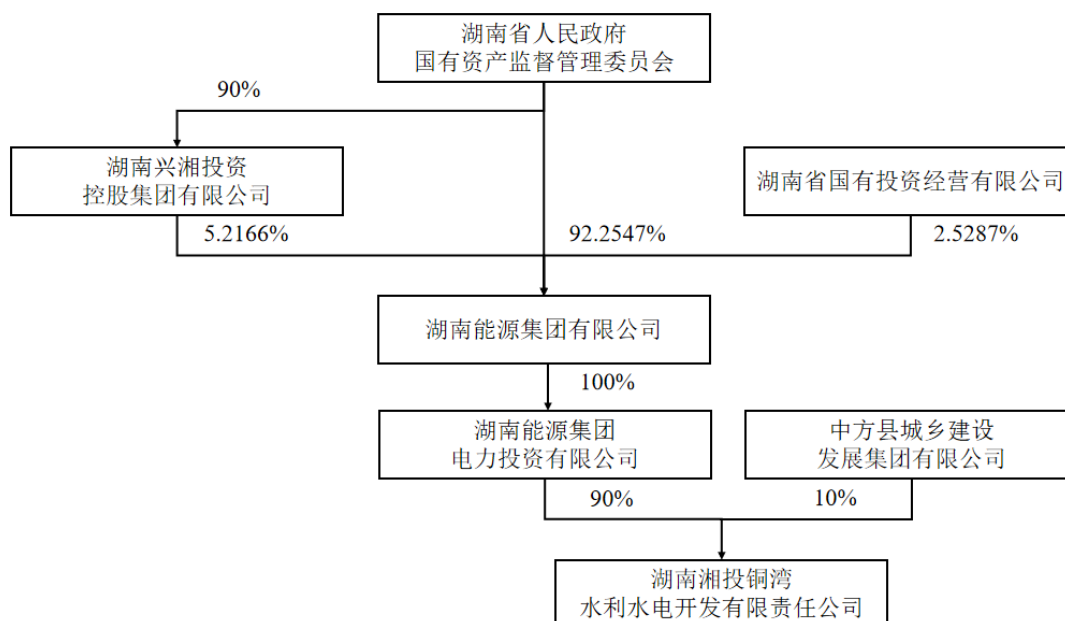 湖南省人民政府
国有资产监督管理委员会
90%
湖南兴湘投资
控股集团有限公司
湖南省国有投资经营有限公司
5.2166%
92.2547%
2.5287%
湖南能源集团有限公司
100%
湖南能源集团
电力投资有限公司
中方县城乡建设
发展集团有限公司
90%
10%
湖南湘投铜湾
水利水电开发有限责任公司